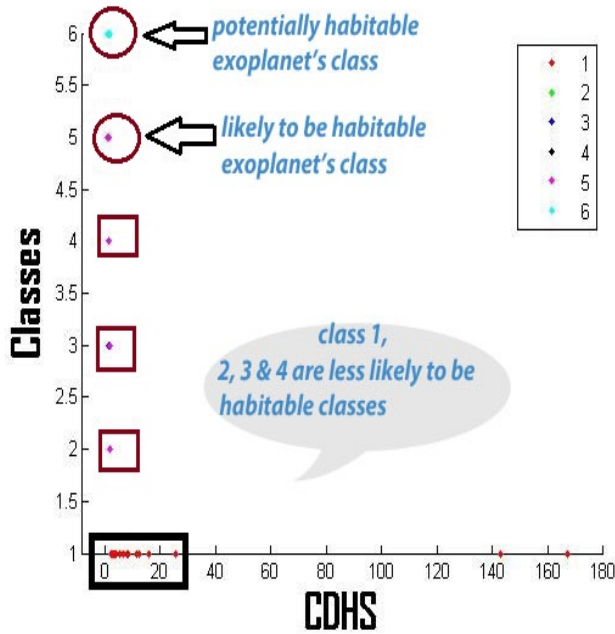 potentially habitable
exoplanet's class
likely to be habitable
exoplanet's class
class 1,
2, 3 & 4 are less likely to be
habitable classes
1
2
3
4
5
6
6
5.5
5
4.5
4
3.5
3
2.5
2
1.5
1
Classes
0 20 40 60 80 100 120 140 160 180
CDHS